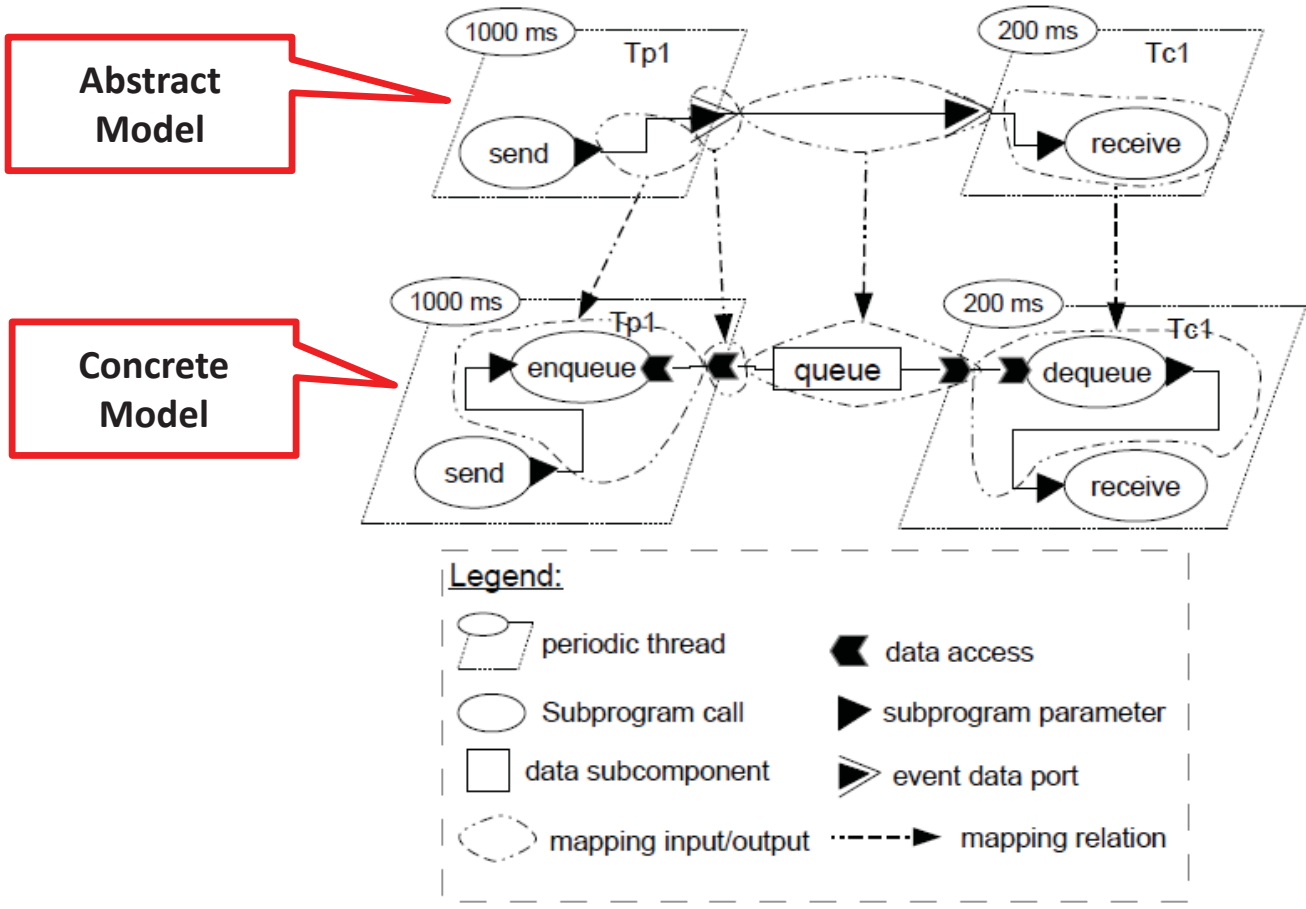 1000 ms
Tp1
200 ms
Tc1
Abstract
Model
send
receive
1000 ms
Tp1
200 ms
Tc1
Concrete
Model
enqueue
queue
dequeue
send
receive
Legend:
periodic thread
data access
Subprogram call
subprogram parameter
data subcomponent
event data port
mapping input/output
mapping relation